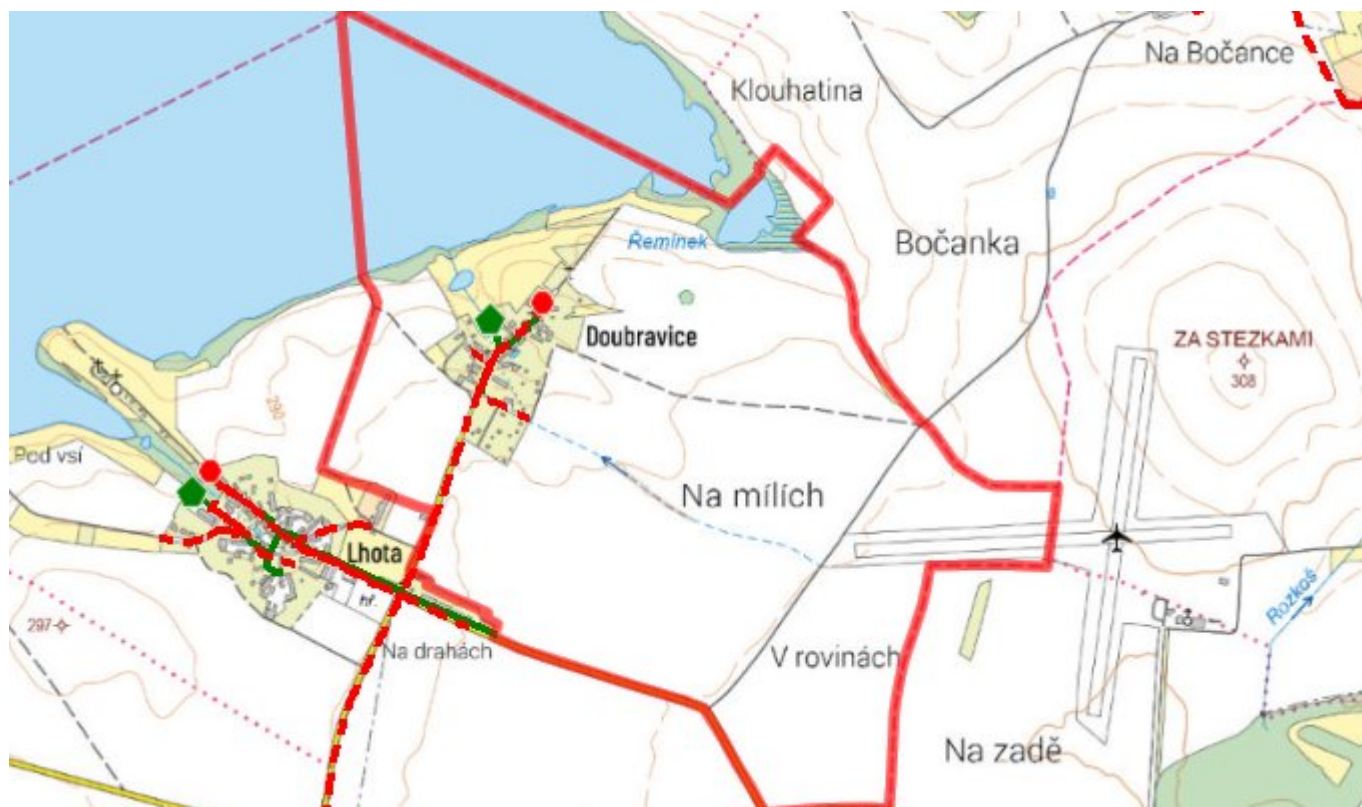 Na Bočance
Klouhatina
Řemínek
Bočanka
Doubravice
ZA STEZKAMI
308
290
Pod vsí
Na mílích
Lhota
hř.
297
Na drahách
V rovinách
Rozkoš
Na zadě